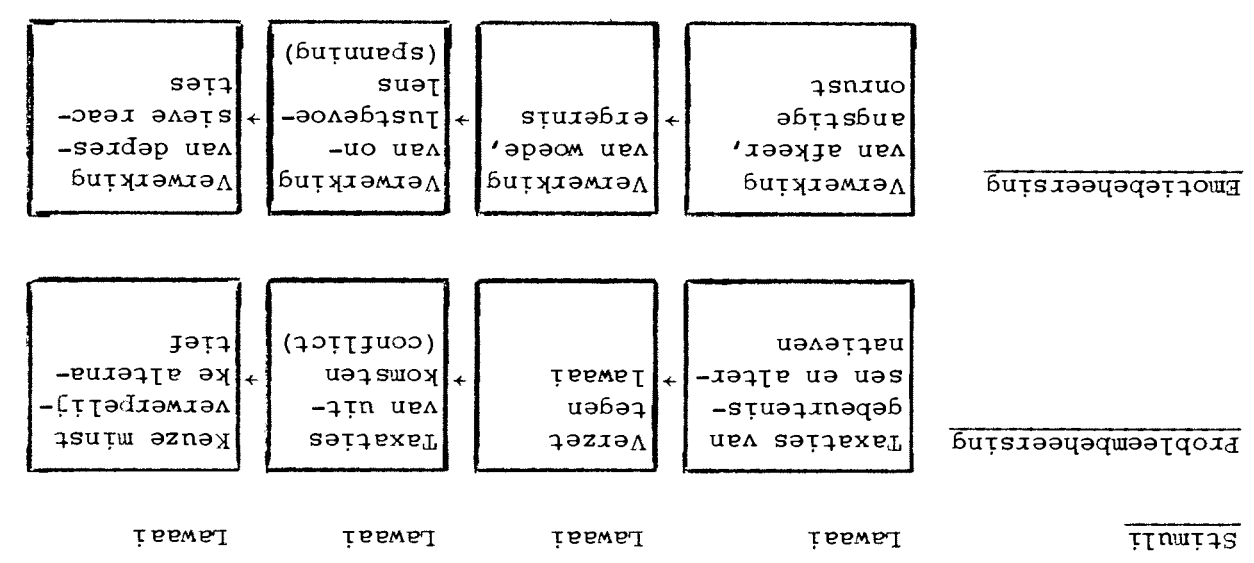 Stimuli
Lawaai
Lawaai
Lawaai
Lawaai
Probleembeheersing
Taxaties van
gebeurtenis-
sen en alter-
natieven
Verzet
tegen
lawaai
Taxaties
van uit-
komsten
(conflict)
Keuze minst
verwerpelij-
ke alterna-
tief
Emotiebeheersing
Verwerking
van afkeer,
angstige
onrust
Verwerking
van woede,
ergernis
Verwerking
van on-
lustgevoe-
lens
(spanning)
Verwerking
van depres-
sieve reac-
ties